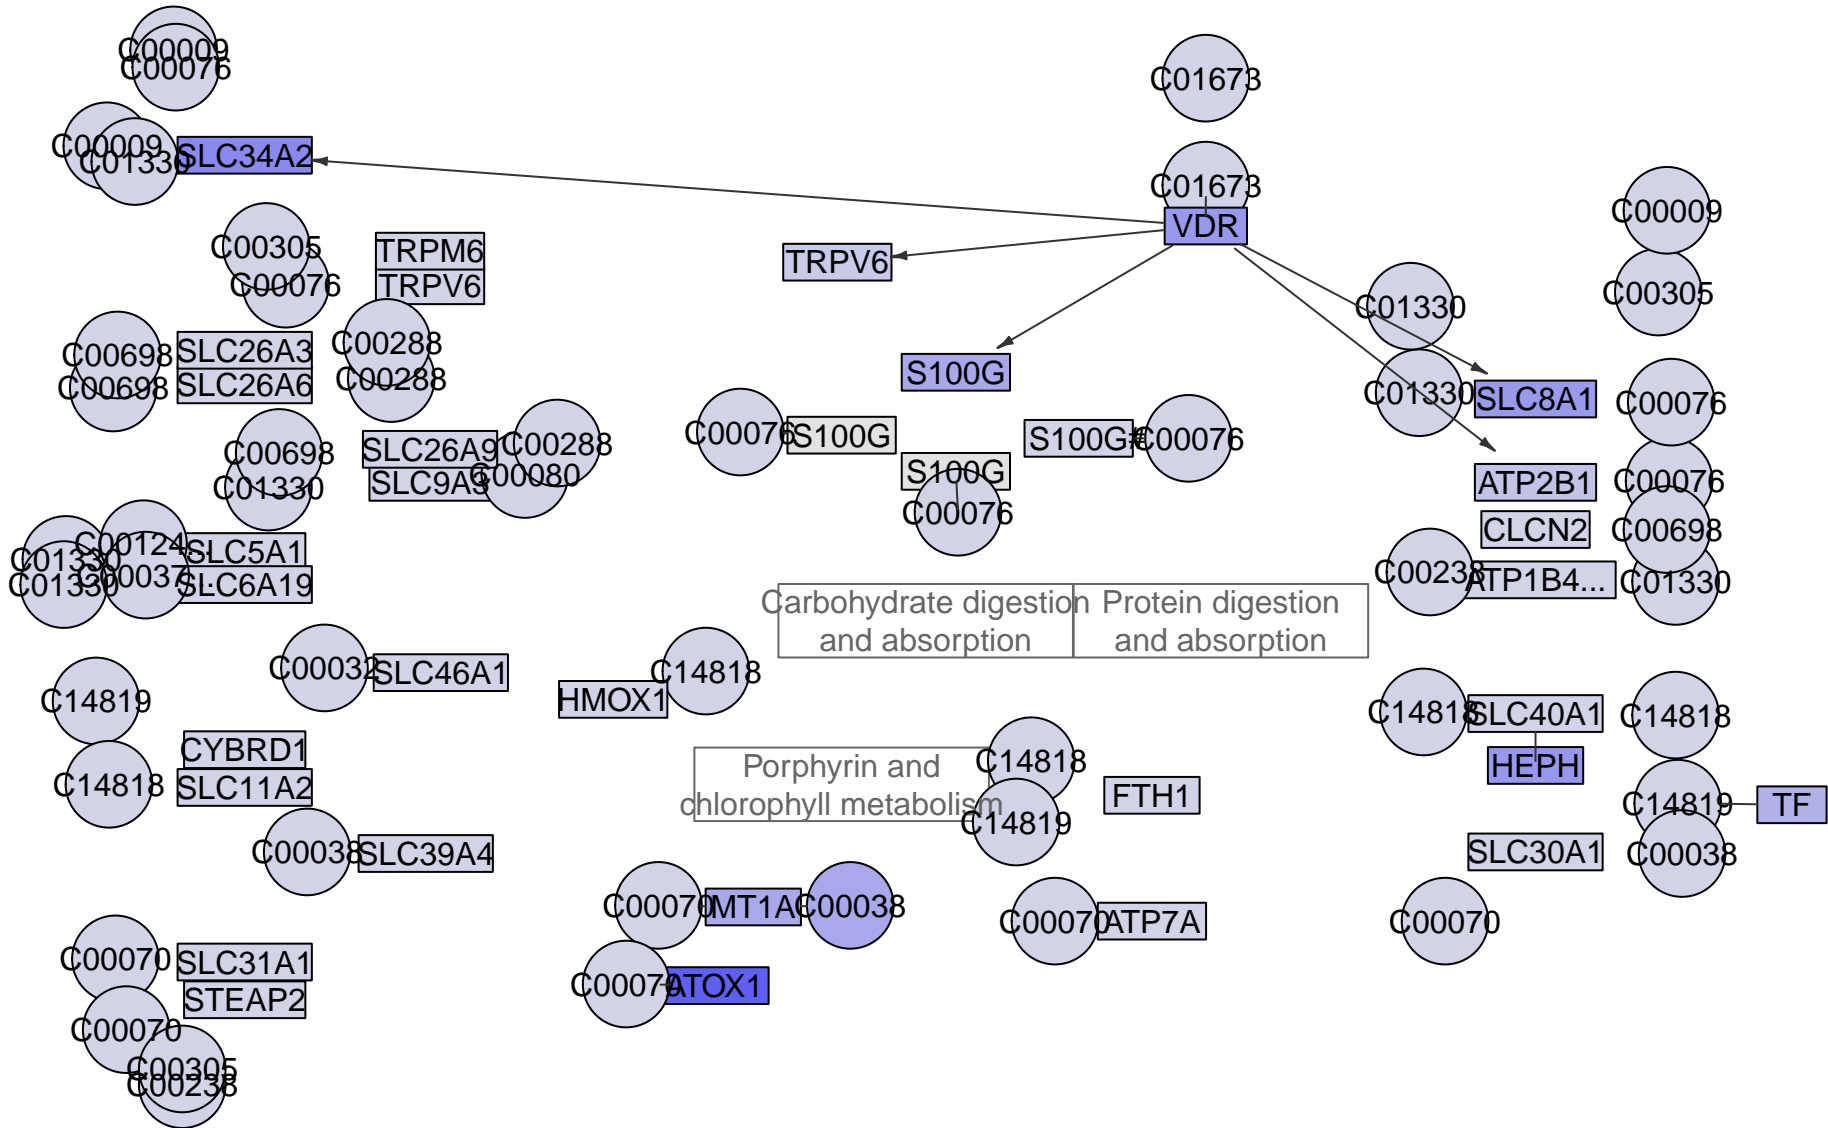 C00009
C00076
C01673
C00009
C01330
SLC34A2
C01673
VDR
C00009
C00305
C00076
TRPM6
TRPV6
TRPV6
C01330
C00305
C00698
C00698
SLC26A3
SLC26A6
C00288
C00288
S100G
C01330
SLC8A1
C00076
C00698
C01330
SLC26A9
SLC9A3
C00288
C00080
C00076
S100G
S100G
C00076
S100G#
C00076
ATP2B1
C00076
CLCN2
C00698
C01330
C01330
C00124...
C00037...
SLC5A1
SLC6A19
C00238
ATP1B4...
C01330
Carbohydrate digestion
and absorption
Protein digestion
and absorption
C14819
C00032
SLC46A1
HMOX1
C14818
C14818
SLC40A1
C14818
HEPH
CYBRD1
C14818
SLC11A2
Porphyrin and
chlorophyll metabolism
C14818
C14819
FTH1
C14819
TF
C00038
SLC39A4
SLC30A1
C00038
C00070
MT1A
C00038
C00070
ATP7A
C00070
C00070
SLC31A1
STEAP2
C00070
ATOX1
C00070
C00305
C00238